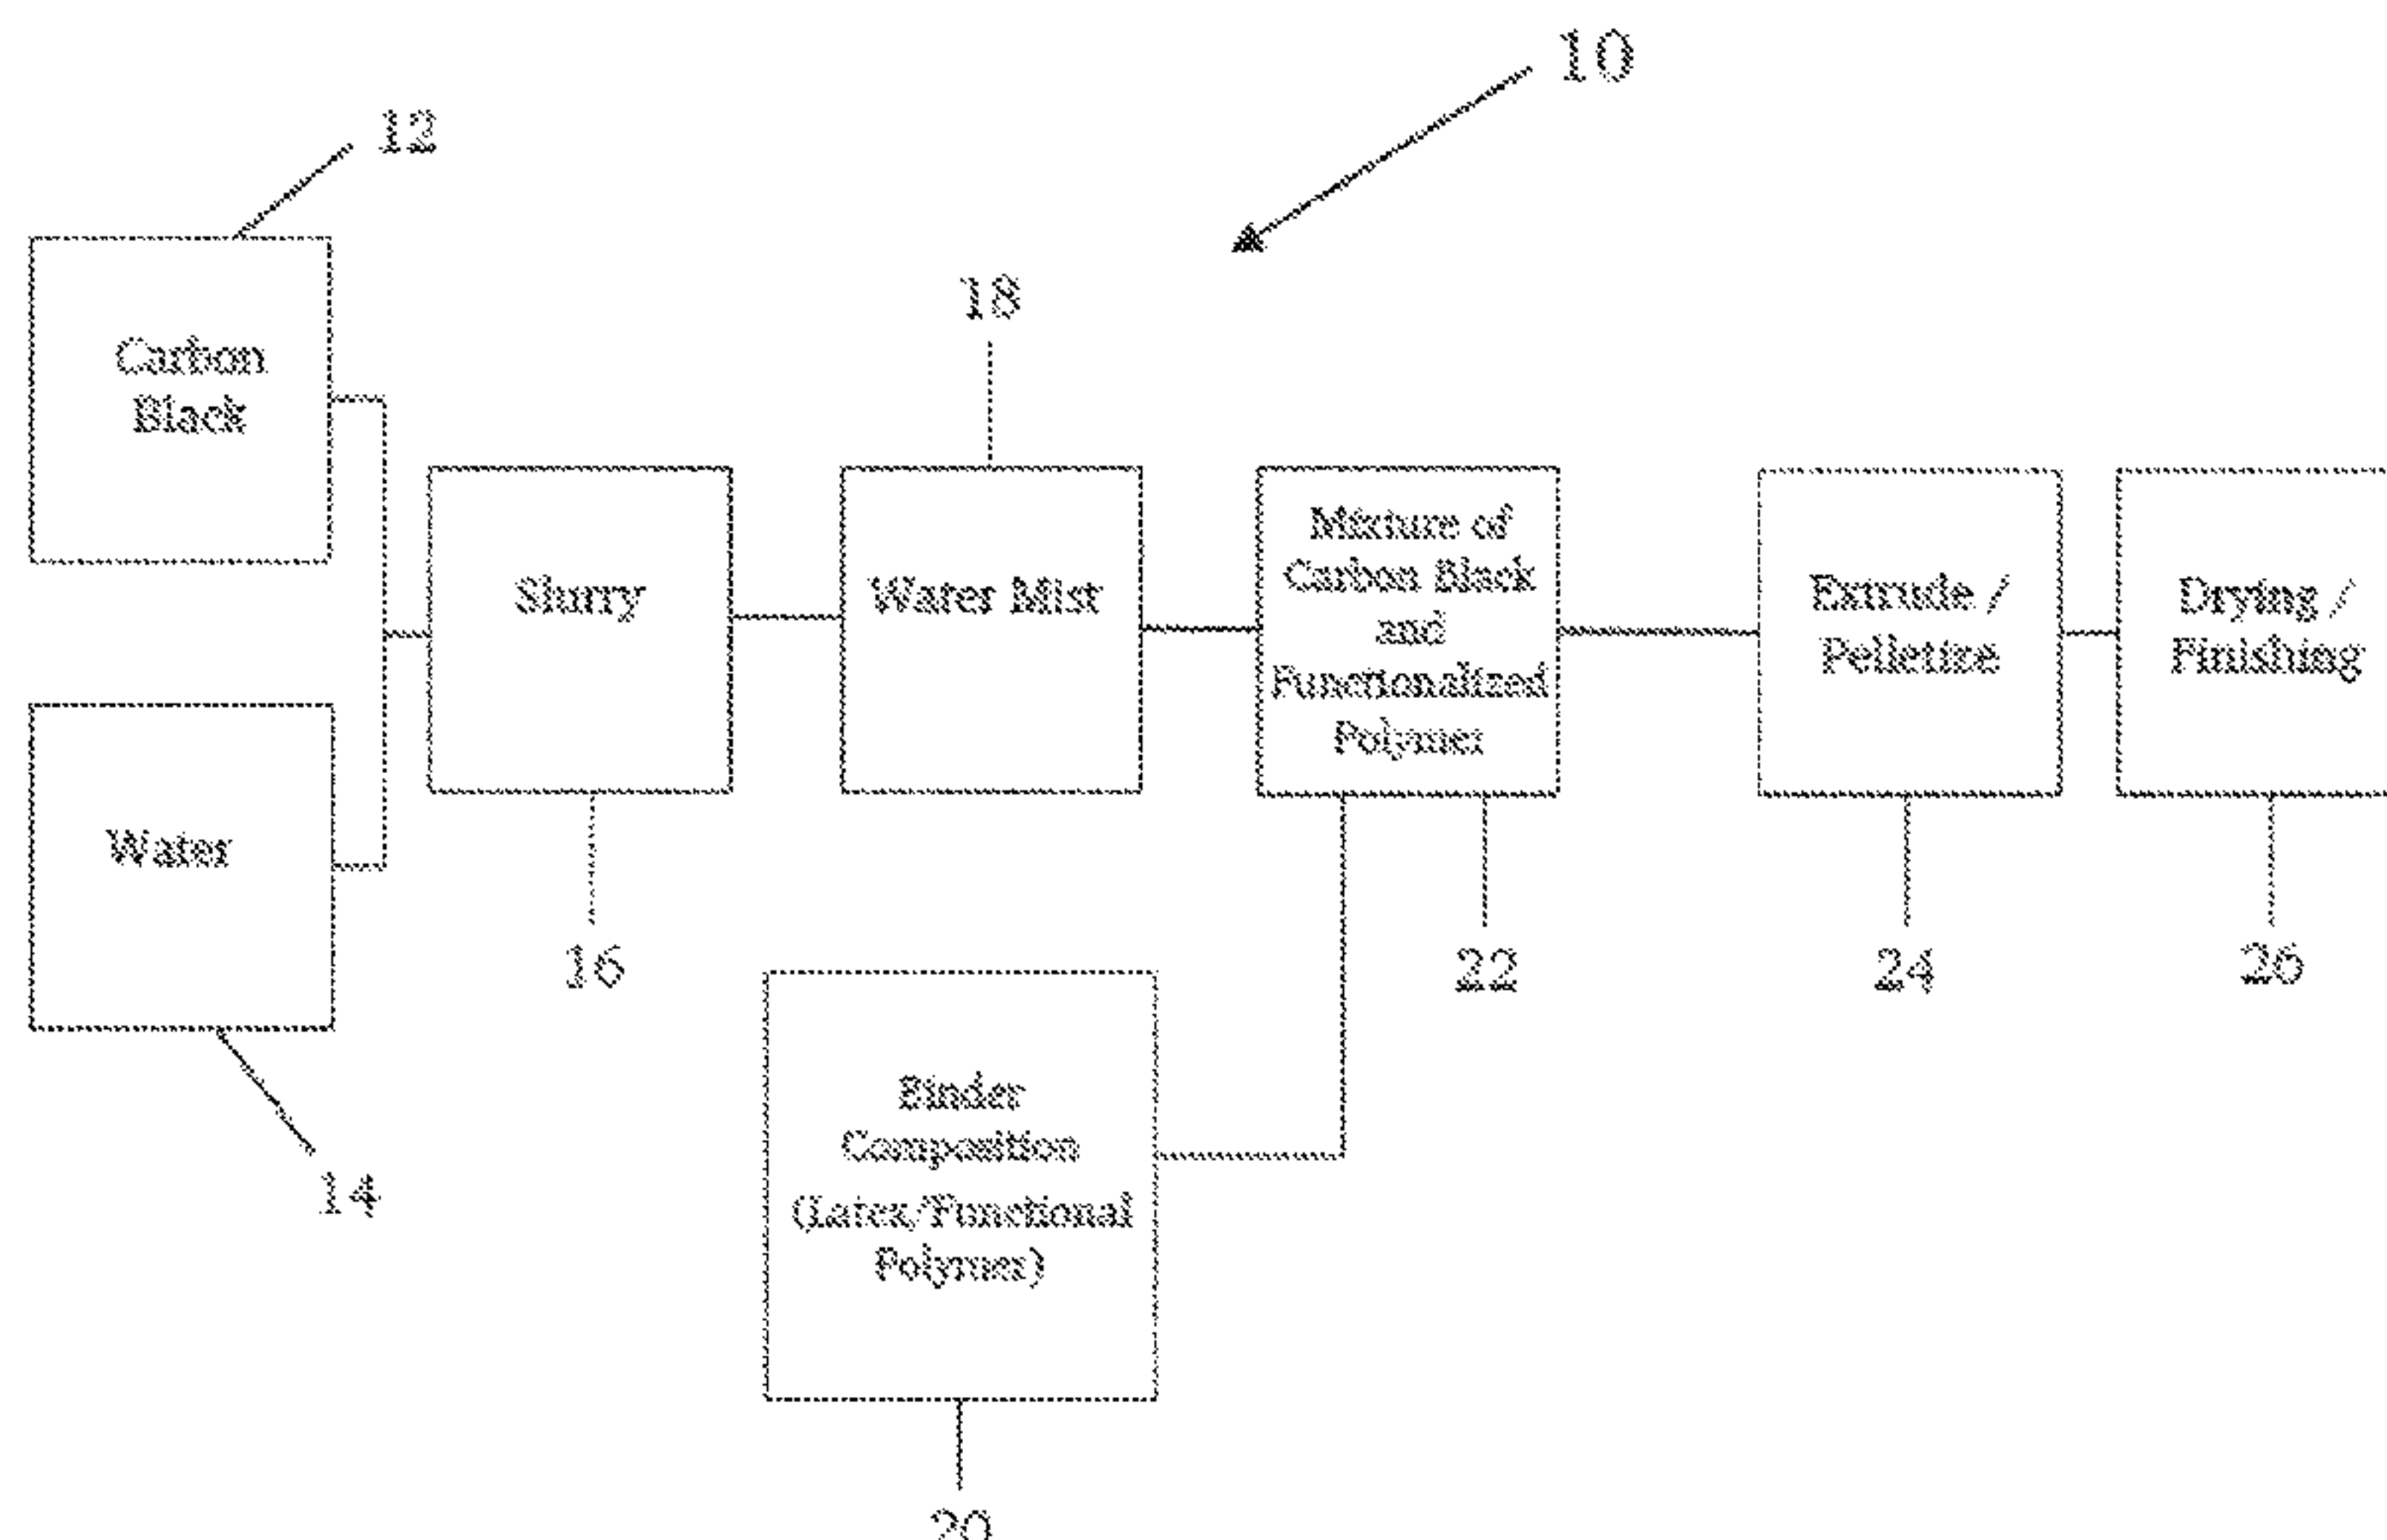 10
12
Carbon
Black
18
Slurry
Water Mist
Mixture of
Carbon Black
and
Functionalized
Polymer
Extrude /
Pelletize
Drying /
Finishing
Water
16
22
24
26
14
Binder
Composition
(Latex/Functional
Polymer)
20